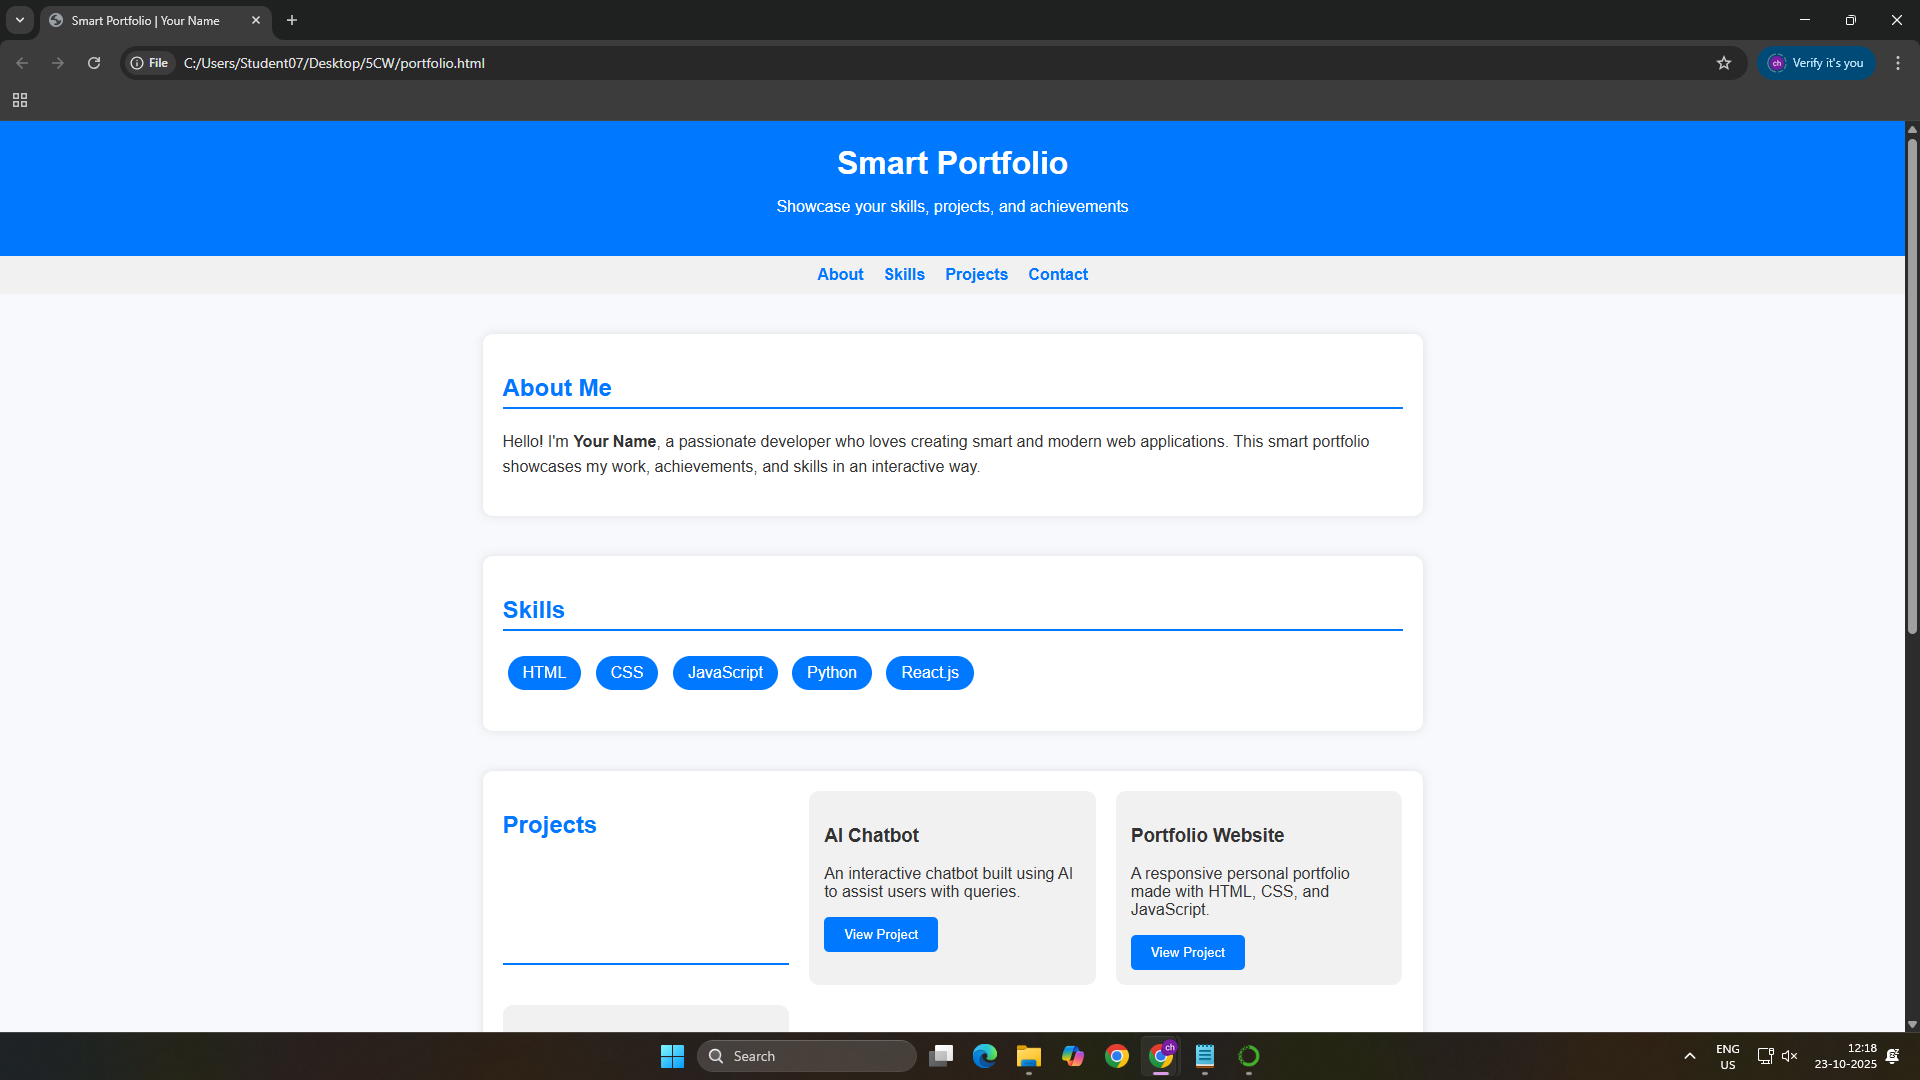 Smart Portfolio | Your Name
File
C:/Users/Student07/Desktop/5CW/portfolio.html
ch
Verify it's you
Smart Portfolio
Showcase your skills, projects, and achievements
About Skills Projects Contact
About Me
Hello! I'm Your Name, a passionate developer who loves creating smart and modern web applications. This smart portfolio
showcases my work, achievements, and skills in an interactive way.
Skills
HTML CSS JavaScript Python React.js
Projects
AI Chatbot
An interactive chatbot built using AI
to assist users with queries.
View Project
Portfolio Website
A responsive personal portfolio
made with HTML, CSS, and
JavaScript.
View Project
Search
ch
ENG
US
12:18
23-10-2025